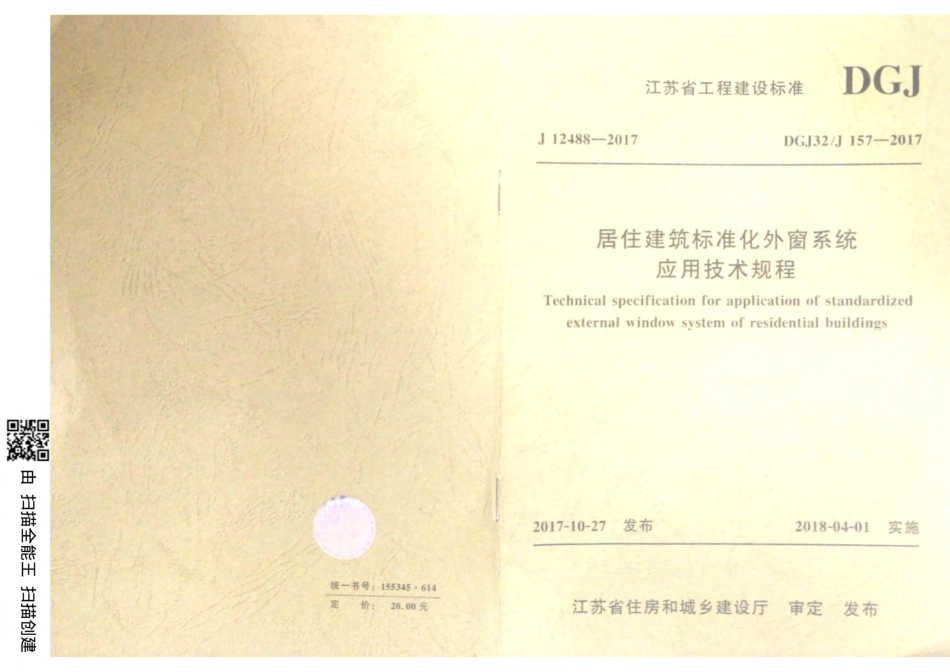 江苏省工程建设标准 DGJ
J 12488—2017 DGJ32/J 157—2017
居住建筑标准化外窗系统
应用技术规程
Technical specification for application of standardized
external window system of residential buildings
2017-10-27 发布 2018-04-01 实施
江苏省住房和城乡建设厅 审定 发布
统一书号：155345·614
定 价： 20.00 元
由 扫描全能王 扫描创建